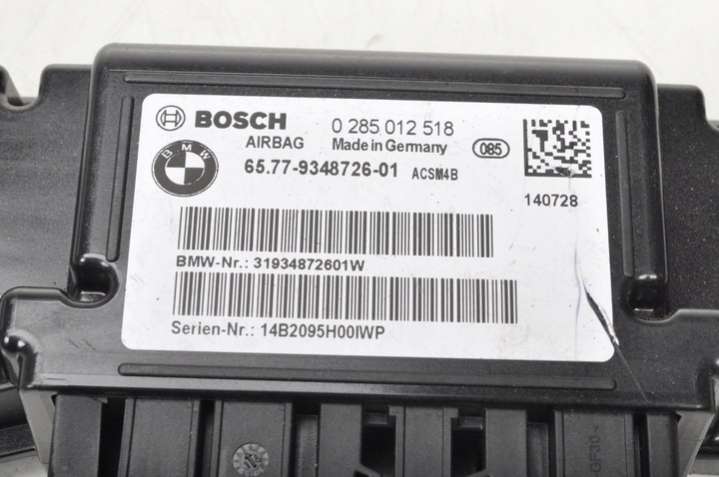 BOSCH 0 285 012 518
AIRBAG Made in Germany 085
BMW 65.77-9348726-01 ACSM4B
140728
BMW-Nr.: 31934872601W
Serien-Nr.: 14B2095H00IWP